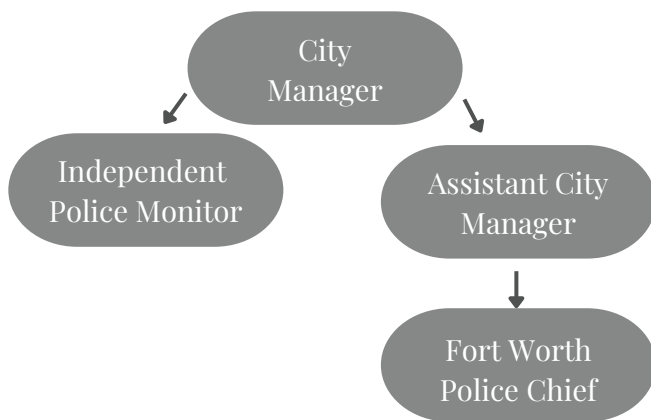 City
Manager
Independent
Police Monitor
Assistant City
Manager
Fort Worth
Police Chief